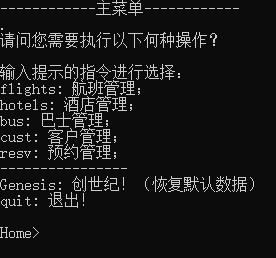 ------------主菜单------------
.
请问您需要执行以下何种操作？
输入提示的指令进行选择：
flights: 航班管理；
hotels: 酒店管理；
bus: 巴士管理；
cust: 客户管理；
resv: 预约管理；
----------------
Genesis: 创世纪！（恢复默认数据）
quit: 退出！
Home>